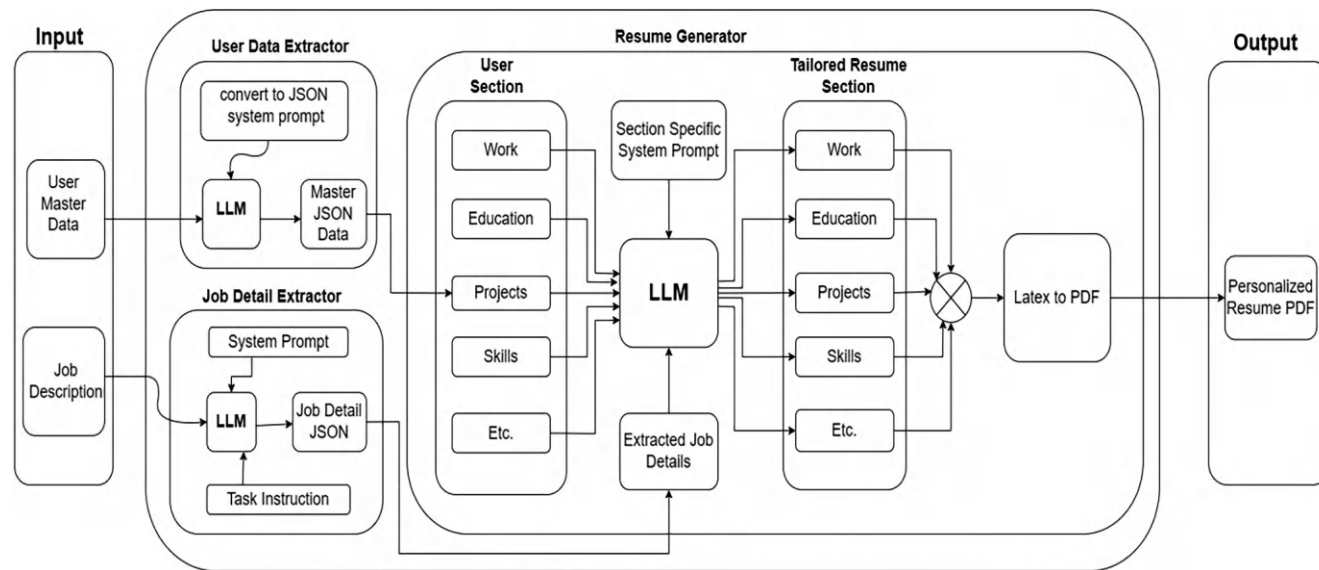 Input
User Data Extractor
convert to JSON
system prompt
User
Master
Data
LLM
Master
JSON
Data
Job Detail Extractor
System Prompt
Job
Description
LLM
Job Detail
JSON
Task Instruction
Resume Generator
User
Section
Work
Education
Projects
Skills
Etc.
Section Specific
System Prompt
LLM
Extracted Job
Details
Tailored Resume
Section
Work
Education
Projects
Skills
Etc.
Latex to PDF
Output
Personalized
Resume PDF